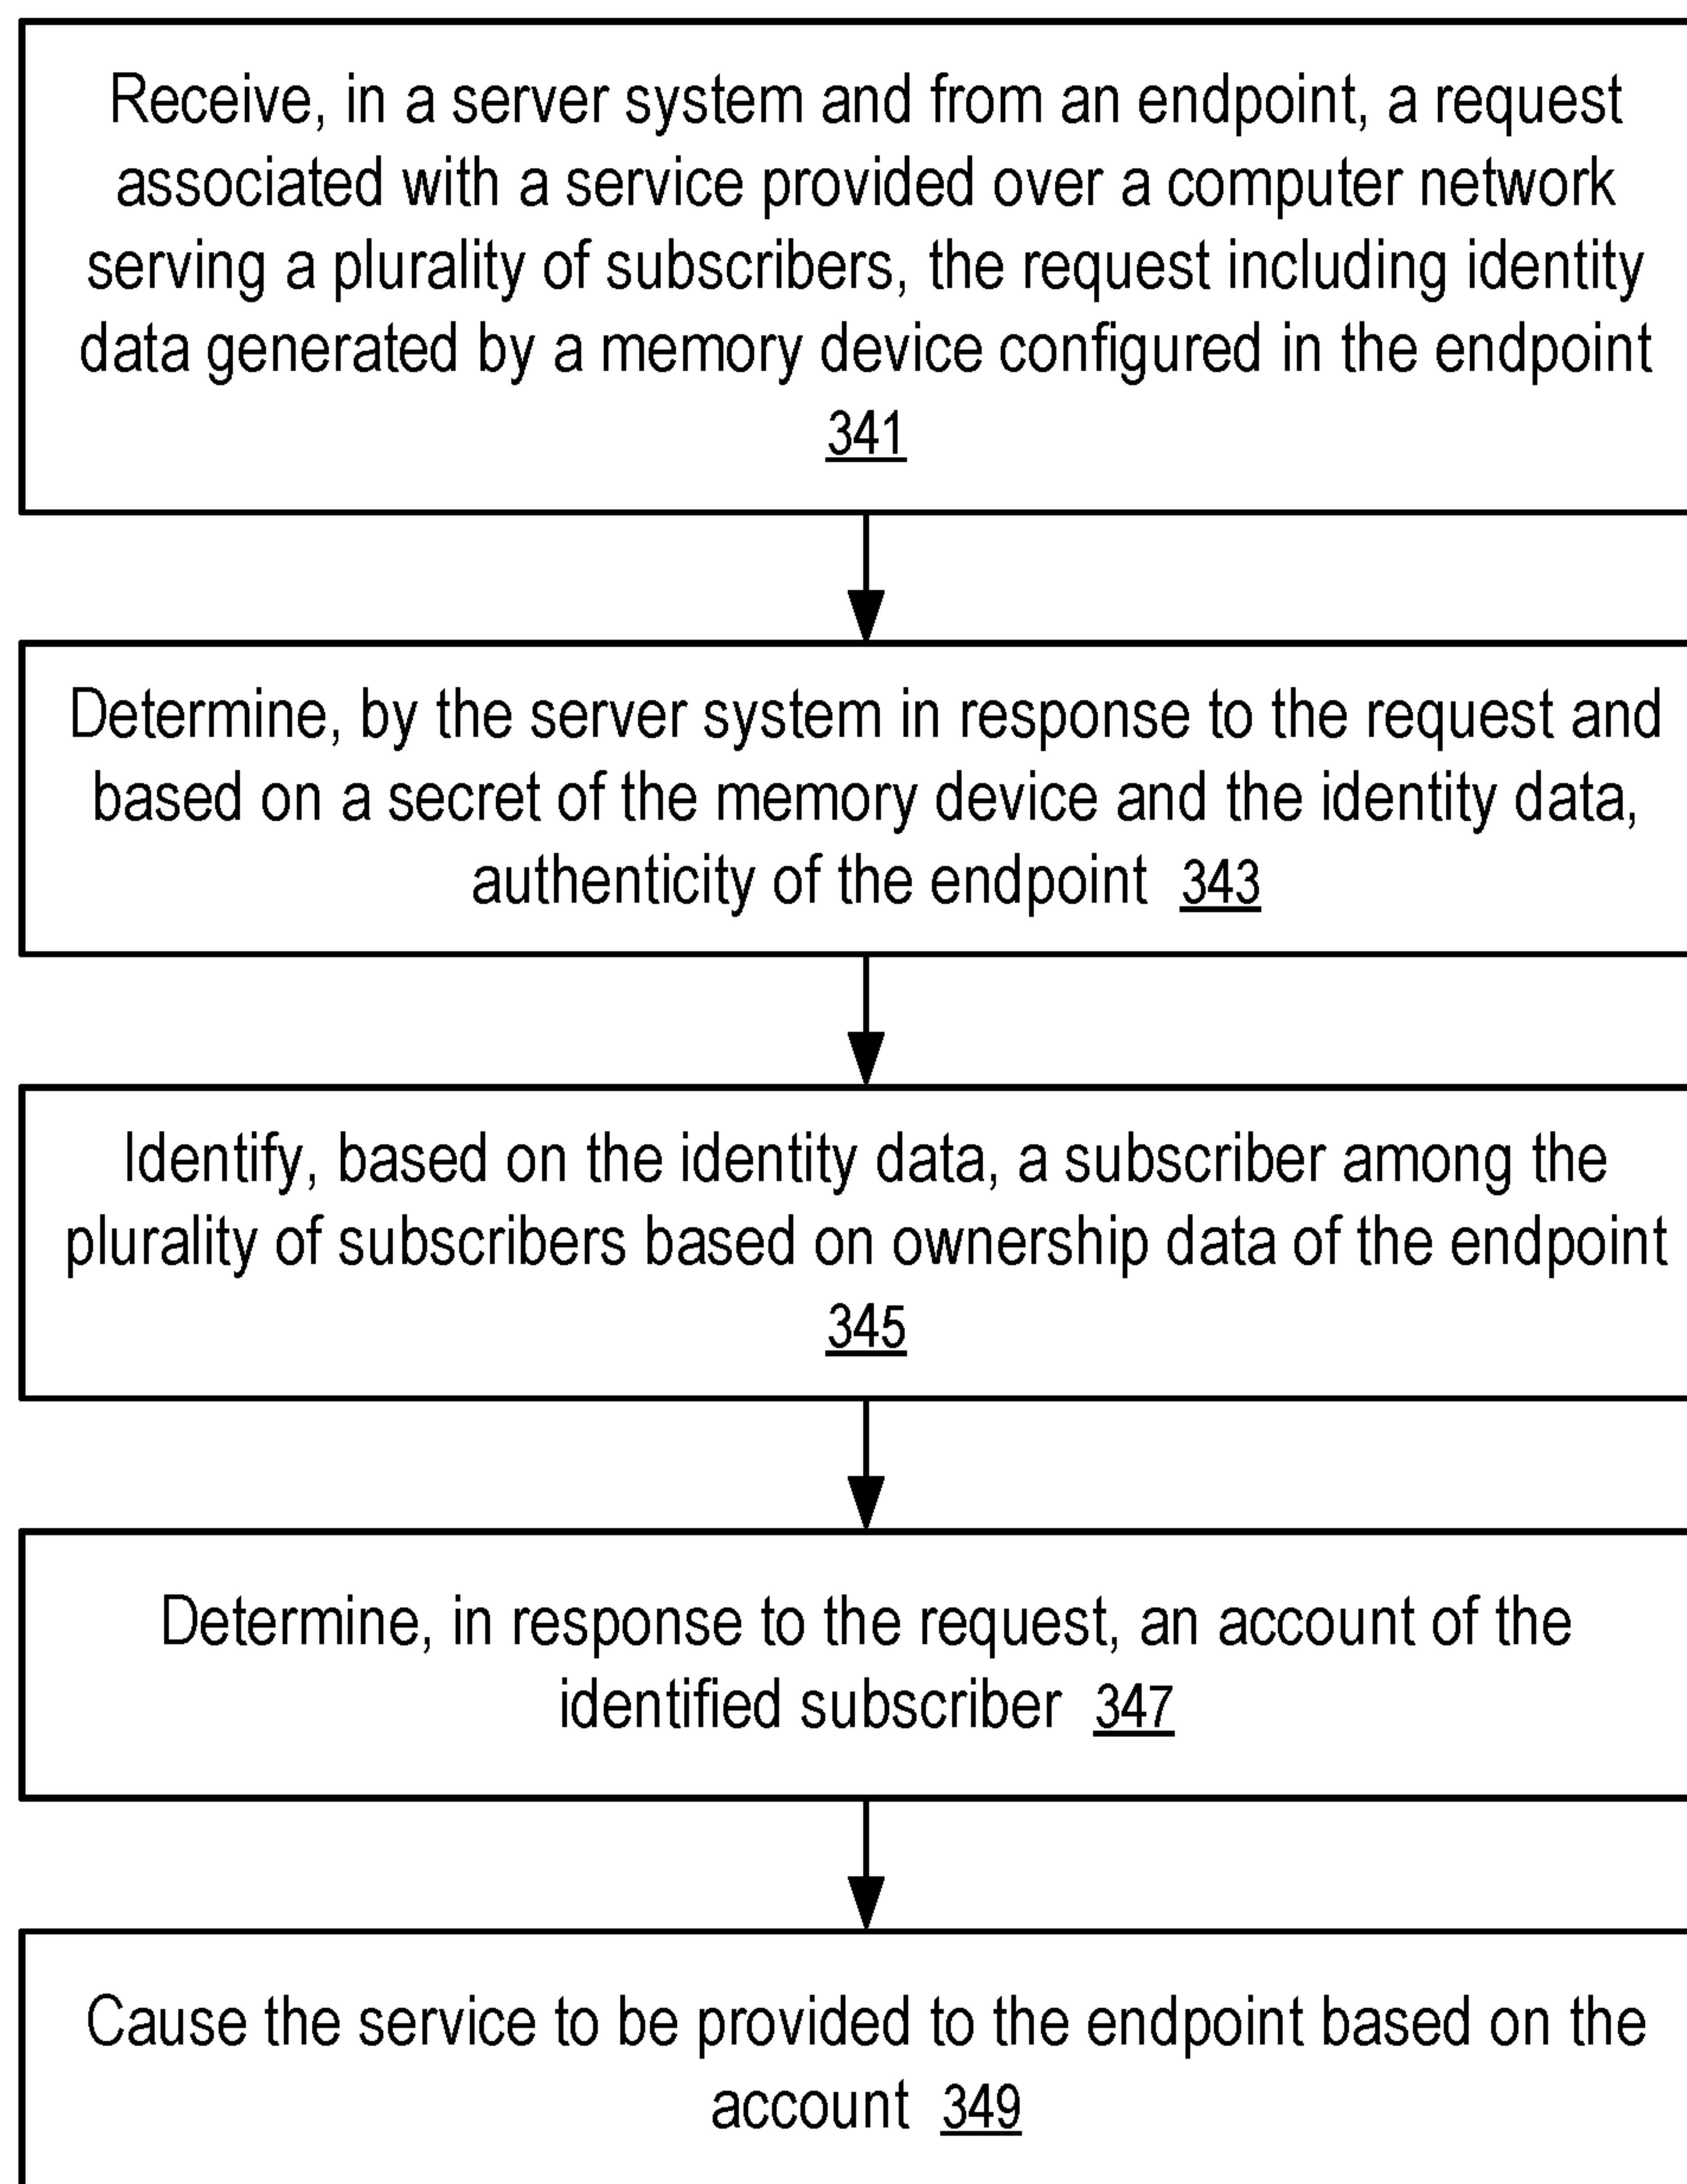 Receive, in a server system and from an endpoint, a request
associated with a service provided over a computer network
serving a plurality of subscribers, the request including identity
data generated by a memory device configured in the endpoint
341
Determine, by the server system in response to the request and
based on a secret of the memory device and the identity data,
authenticity of the endpoint 343
Identify, based on the identity data, a subscriber among the
plurality of subscribers based on ownership data of the endpoint
345
Determine, in response to the request, an account of the
identified subscriber 347
Cause the service to be provided to the endpoint based on the
account 349